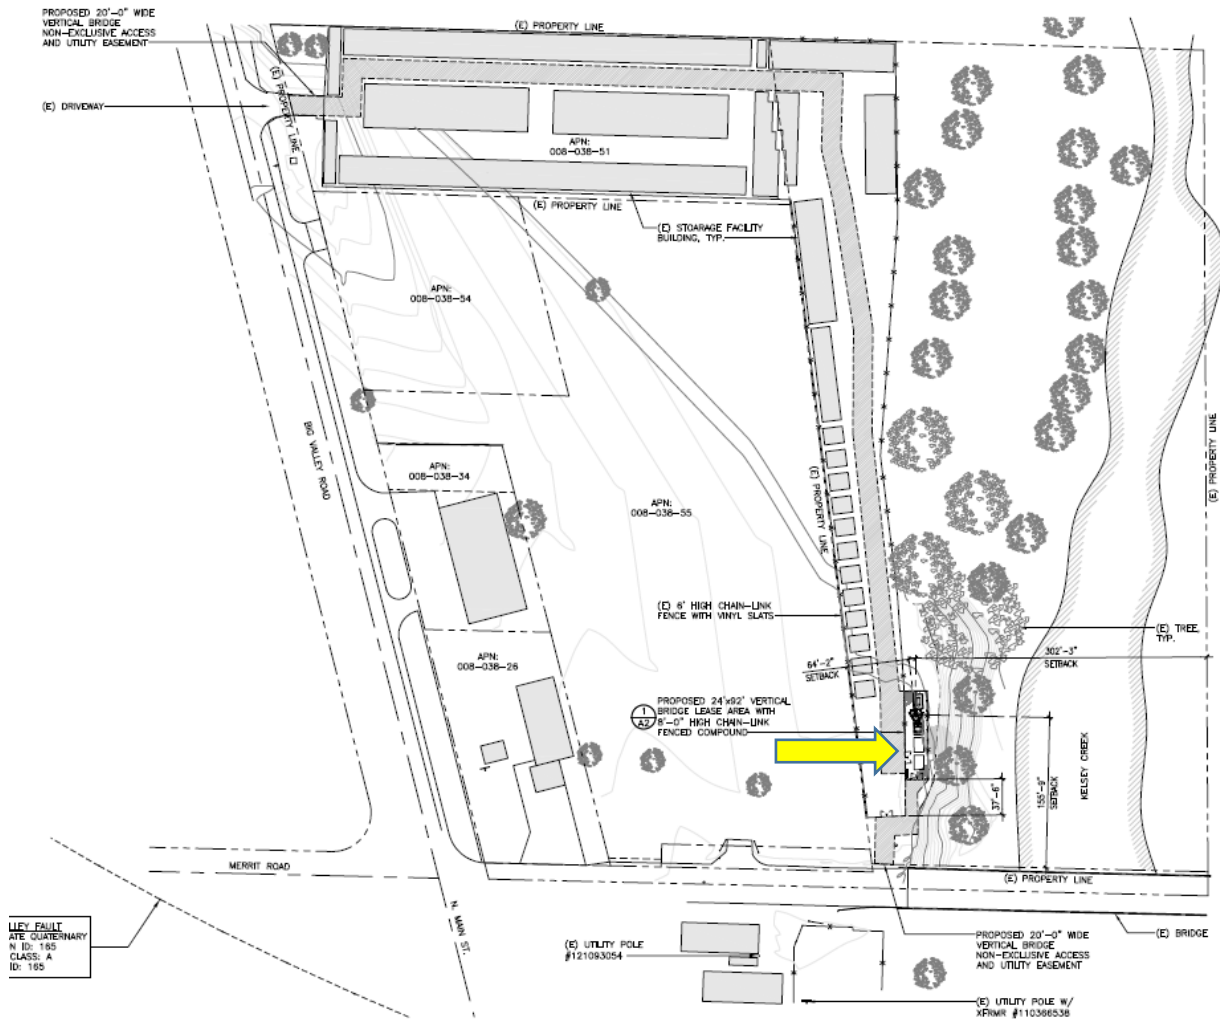 PROPOSED 20'-0" WIDE
VERTICAL BRIDGE
NON-EXCLUSIVE ACCESS
AND UTILITY EASEMENT
(E) PROPERTY LINE
(E) PROPERTY LINE
(E) DRIVEWAY
APN:
008-038-51
(E) PROPERTY LINE
(E) STOARAGE FACILITY
BUILDING, TYP.
APN:
008-038-54
BIG VALLEY ROAD
(E) PROPERTY LINE
APN:
008-038-34
APN:
008-038-55
(E) PROPERTY LINE
(E) 6' HIGH CHAIN-LINK
FENCE WITH VINYL SLATS
(E) TREE,
TYP.
APN:
008-038-26
64'-2"
SETBACK
302'-3"
SETBACK
1
A2
PROPOSED 24'x92' VERTICAL
BRIDGE LEASE AREA WITH
8'-0" HIGH CHAIN-LINK
FENCED COMPOUND
37'-6"
155'-9"
SETBACK
KELSEY CREEK
MERRIT ROAD
(E) PROPERTY LINE
N. MAIN ST.
LLEY FAULT
ATE QUATERNARY
N ID: 165
CLASS: A
ID: 165
(E) UTILITY POLE
#121093054
PROPOSED 20'-0" WIDE
VERTICAL BRIDGE
NON-EXCLUSIVE ACCESS
AND UTILITY EASEMENT
(E) BRIDGE
(E) UTILITY POLE W/
XFRMR #110366538